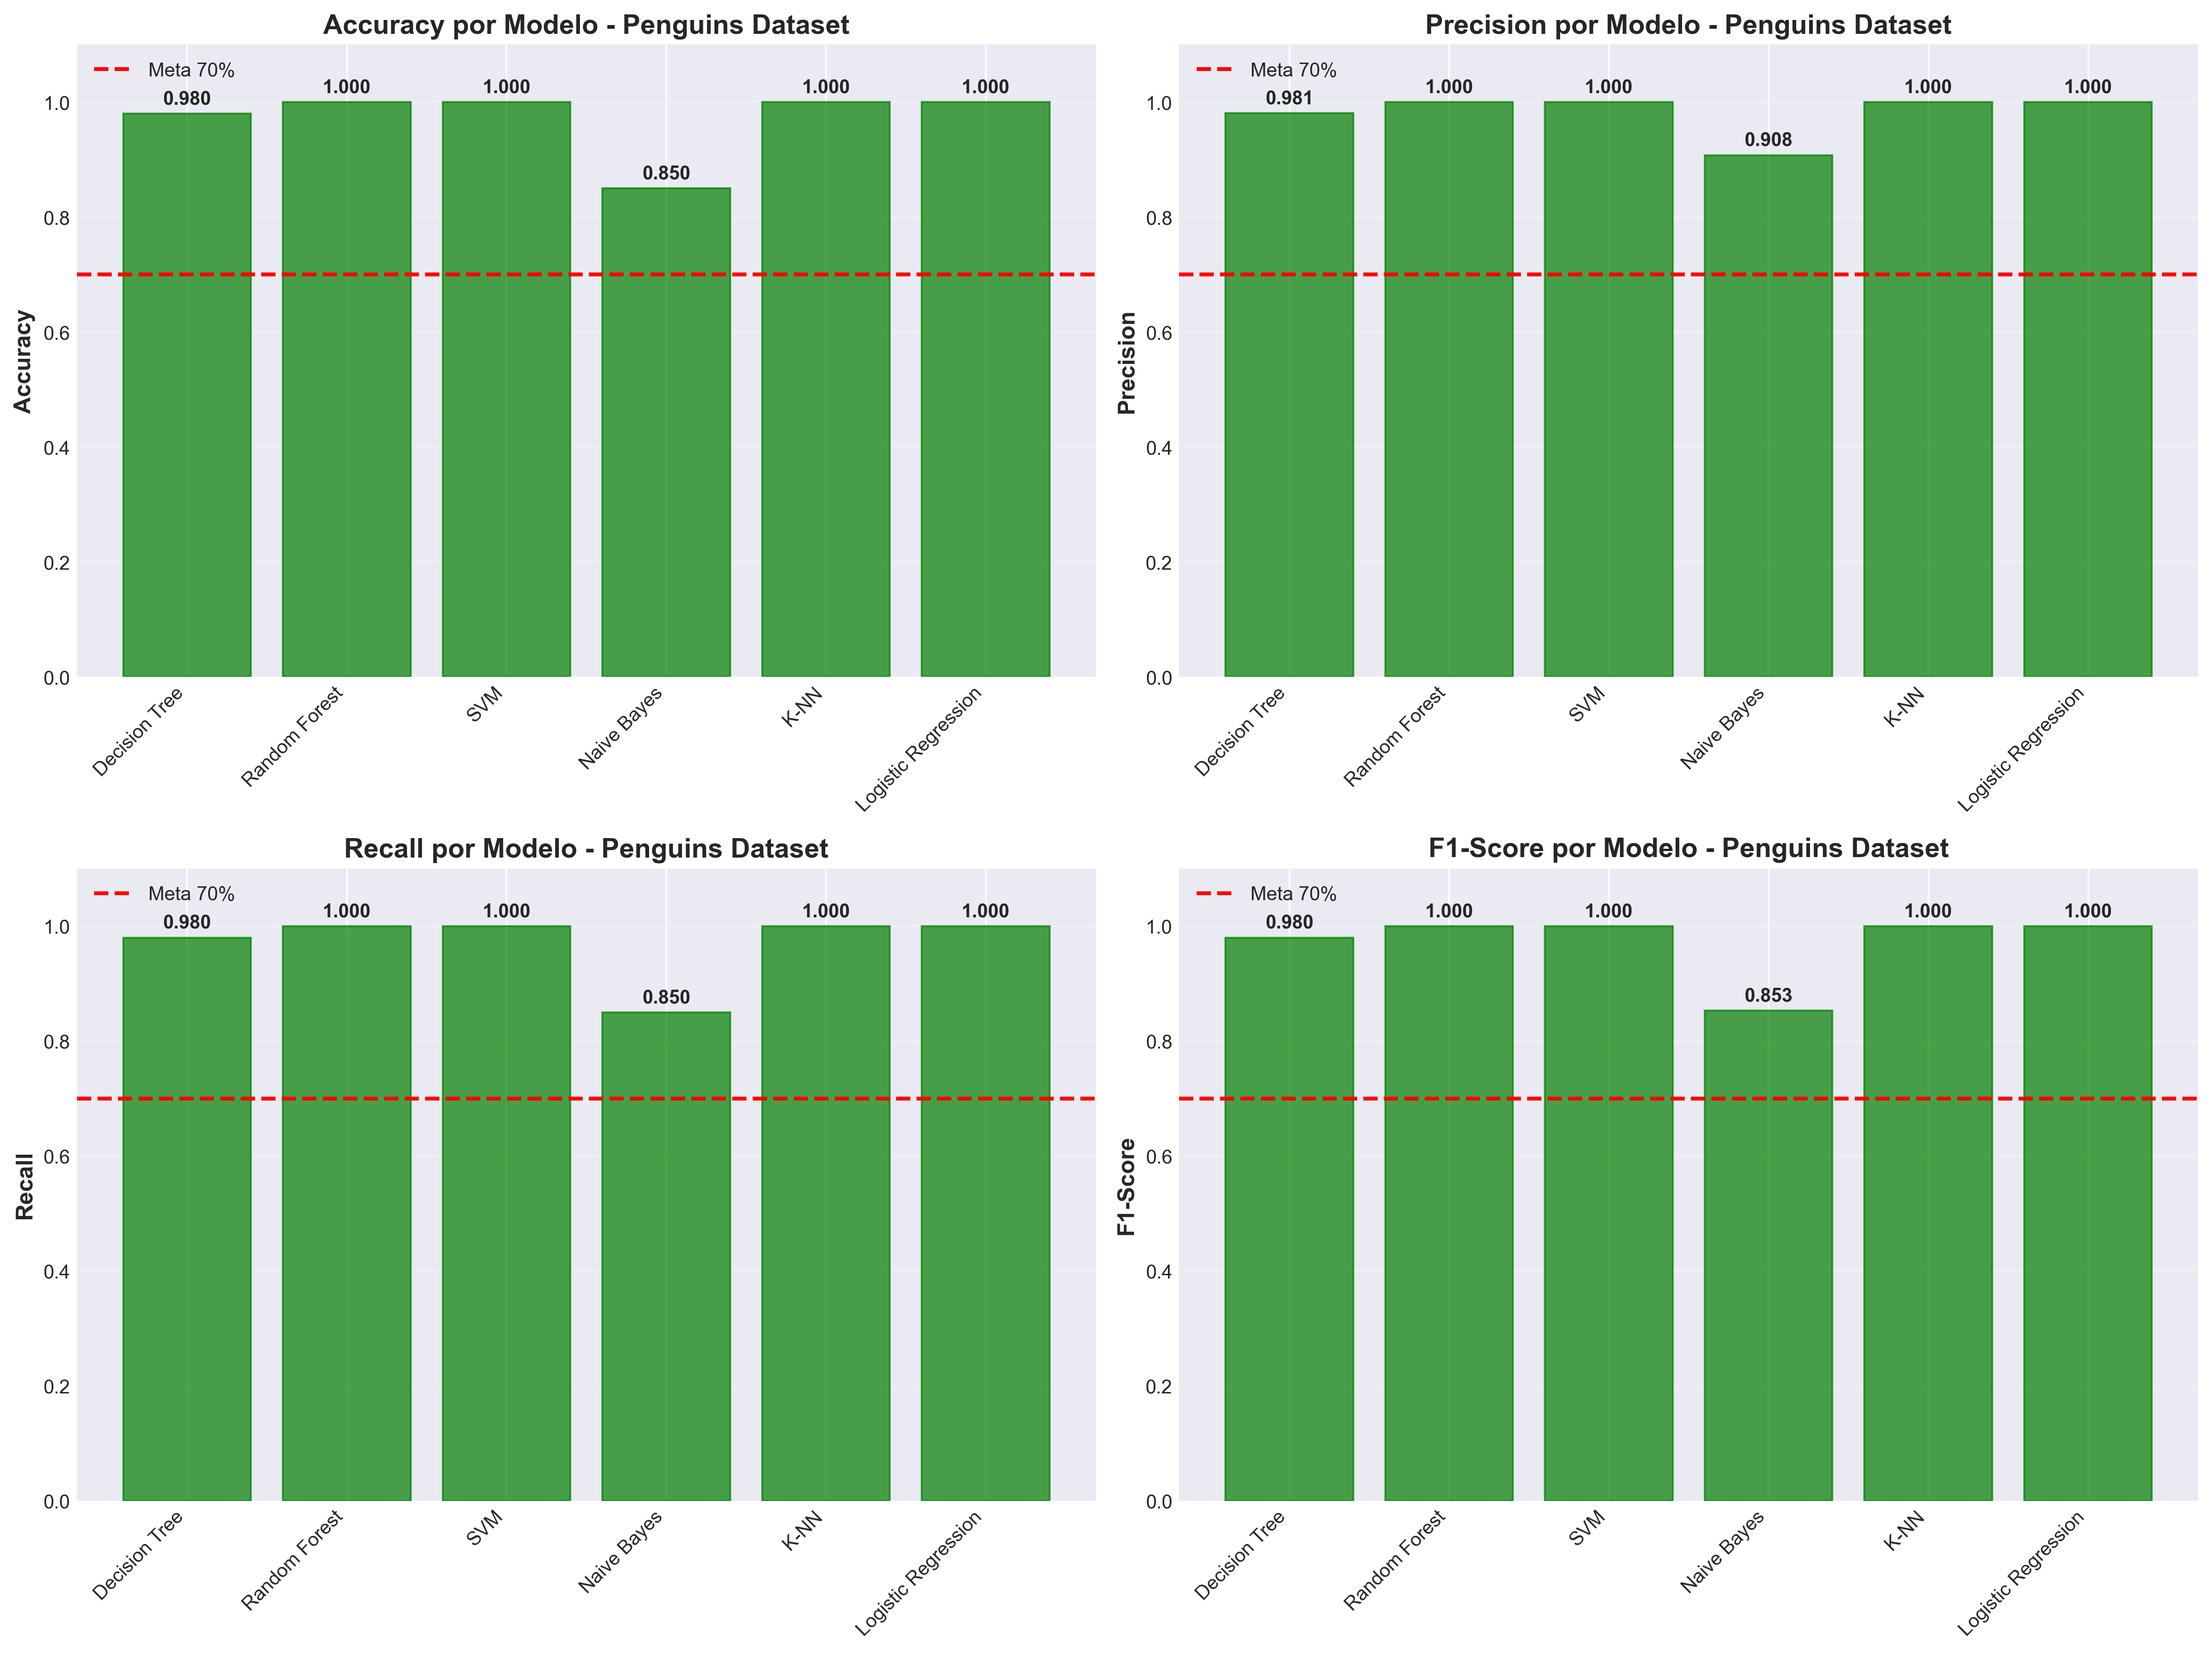 Accuracy por Modelo - Penguins Dataset
Meta 70%
0.980
1.000
1.000
0.850
1.000
1.000
1.0
0.8
0.6
0.4
0.2
0.0
Accuracy
Decision Tree
Random Forest
SVM
Naive Bayes
K-NN
Logistic Regression
Precision por Modelo - Penguins Dataset
Meta 70%
0.981
1.000
1.000
0.908
1.000
1.000
1.0
0.8
0.6
0.4
0.2
0.0
Precision
Decision Tree
Random Forest
SVM
Naive Bayes
K-NN
Logistic Regression
Recall por Modelo - Penguins Dataset
Meta 70%
0.980
1.000
1.000
0.850
1.000
1.000
1.0
0.8
0.6
0.4
0.2
0.0
Recall
Decision Tree
Random Forest
SVM
Naive Bayes
K-NN
Logistic Regression
F1-Score por Modelo - Penguins Dataset
Meta 70%
0.980
1.000
1.000
0.853
1.000
1.000
1.0
0.8
0.6
0.4
0.2
0.0
F1-Score
Decision Tree
Random Forest
SVM
Naive Bayes
K-NN
Logistic Regression